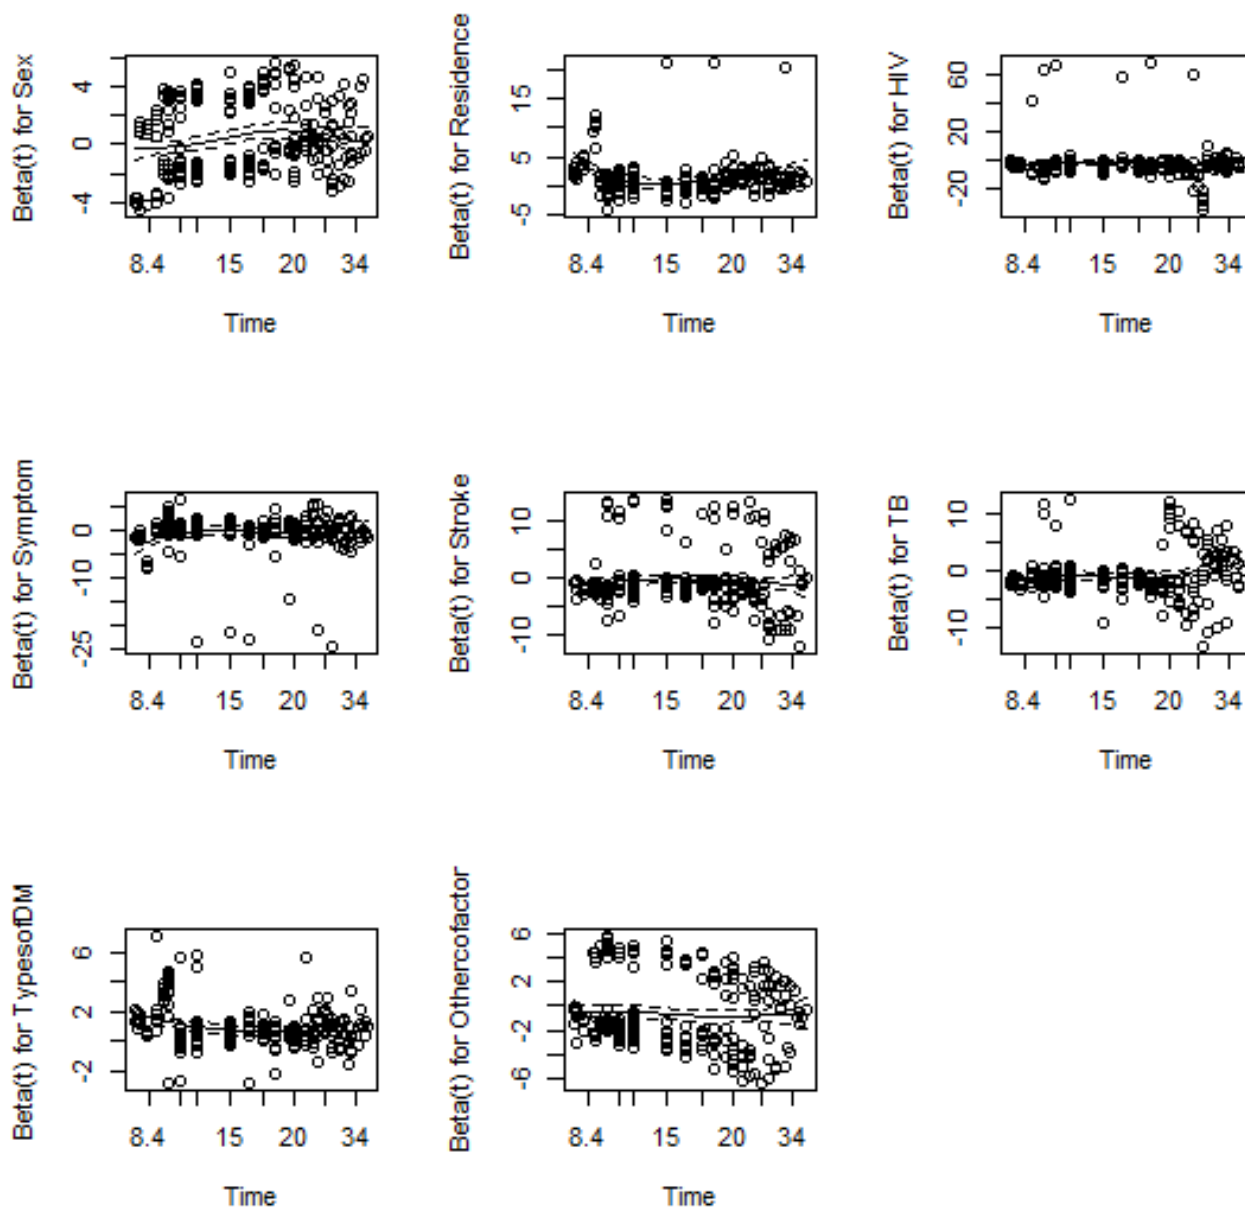 Beta(t) for Sex
4
0
-4
8.4 15 20 34
Time
Beta(t) for Residence
15
5
-5
8.4 15 20 34
Time
Beta(t) for HIV
60
20
-20
8.4 15 20 34
Time
Beta(t) for Symptom
0
-10
-25
8.4 15 20 34
Time
Beta(t) for Stroke
10
0
-10
8.4 15 20 34
Time
Beta(t) for TB
10
0
-10
8.4 15 20 34
Time
Beta(t) for TypesofDM
6
2
-2
8.4 15 20 34
Time
Beta(t) for Othercofactor
6
2
-2
-6
8.4 15 20 34
Time